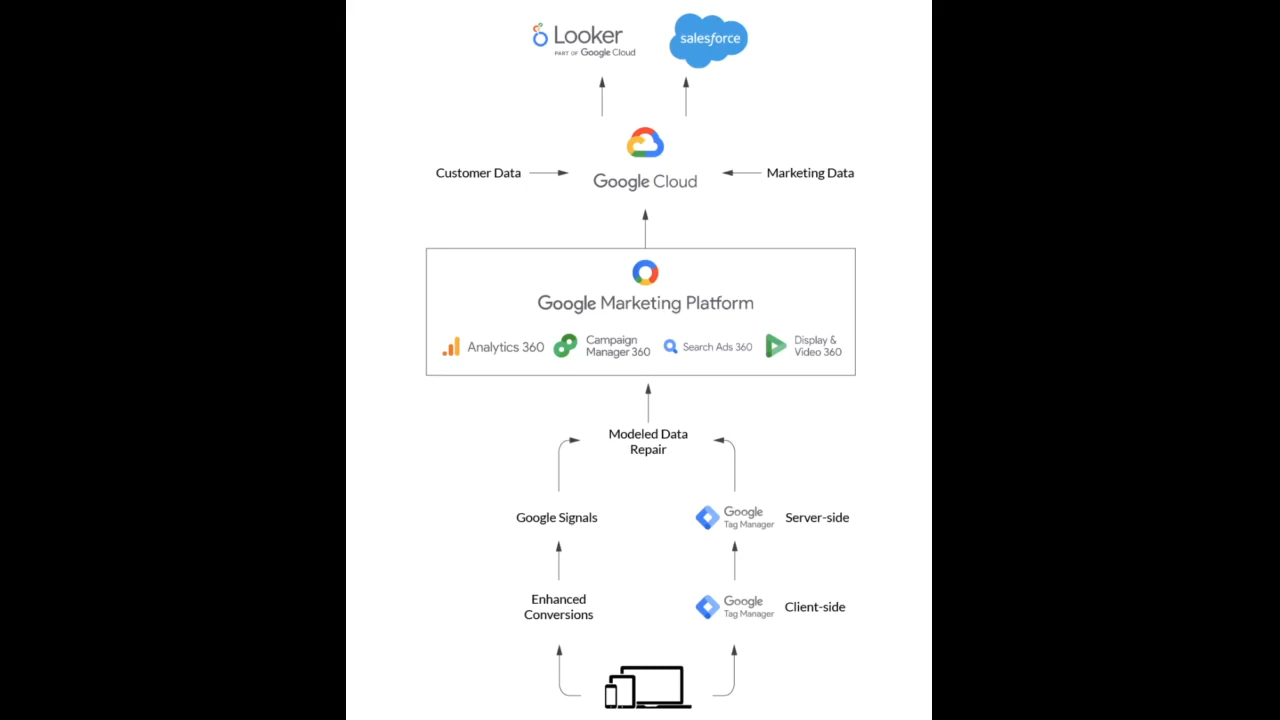 Looker
PART OF Google Cloud
salesforce
Customer Data
Google Cloud
Marketing Data
Google Marketing Platform
Analytics 360
Campaign
Manager 360
Search Ads 360
Display &
Video 360
Modeled Data
Repair
Google Signals
Google
Tag Manager
Server-side
Enhanced
Conversions
Google
Tag Manager
Client-side